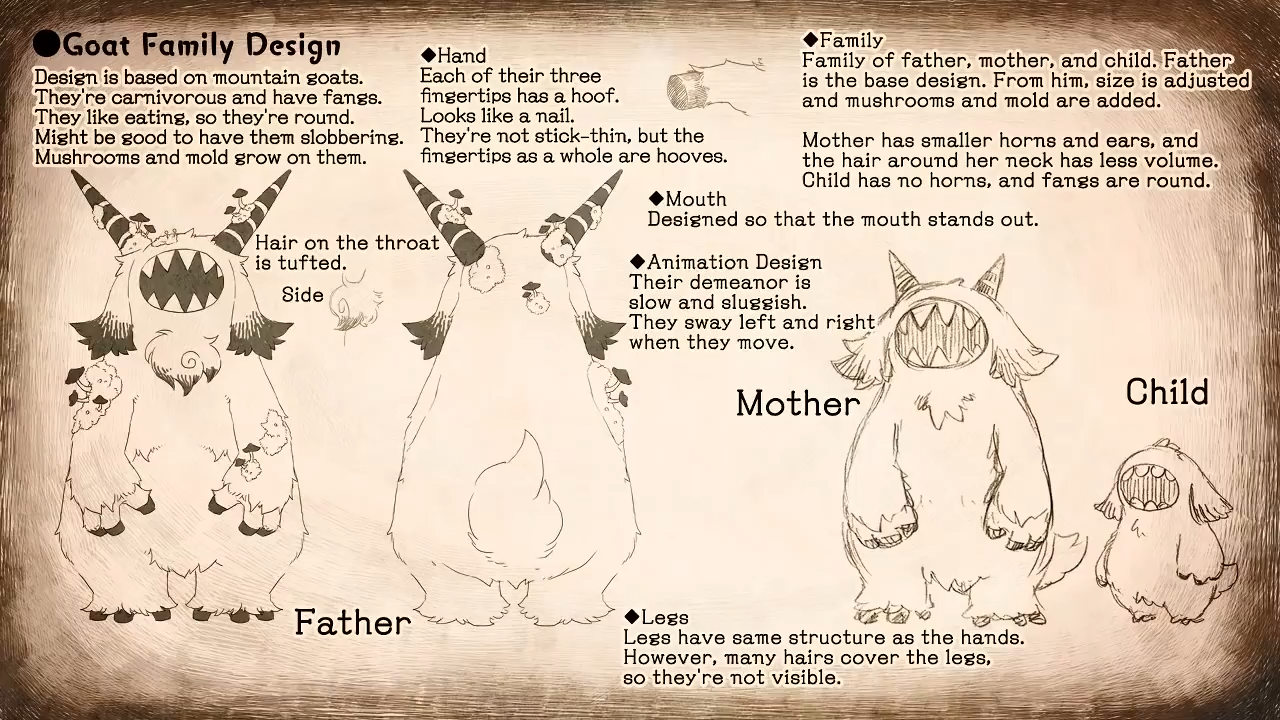 ●Goat Family Design
Design is based on mountain goats.
They're carnivorous and have fangs.
They like eating, so they're round.
Might be good to have them slobbering.
Mushrooms and mold grow on them.
◆Hand
Each of their three
fingertips has a hoof.
Looks like a nail.
They're not stick-thin, but the
fingertips as a whole are hooves.
◆Family
Family of father, mother, and child. Father
is the base design. From him, size is adjusted
and mushrooms and mold are added.
Mother has smaller horns and ears, and
the hair around her neck has less volume.
Child has no horns, and fangs are round.
◆Mouth
Designed so that the mouth stands out.
Hair on the throat
is tufted.
Side
◆Animation Design
Their demeanor is
slow and sluggish.
They sway left and right
when they move.
Mother
Child
Father
◆Legs
Legs have same structure as the hands.
However, many hairs cover the legs,
so they're not visible.